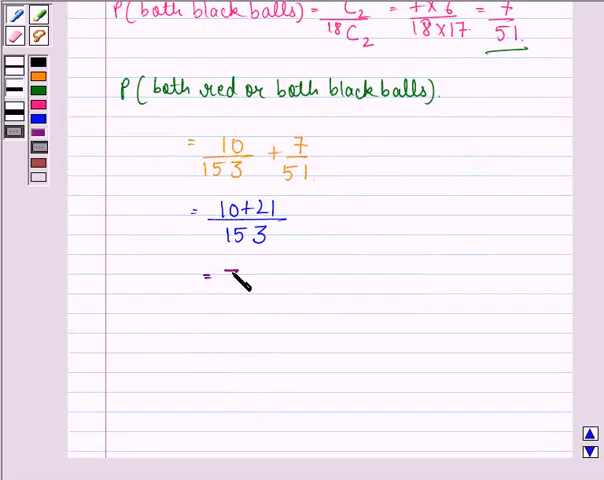 P(both black balls) = C₂ / ¹⁸C₂ = 7×6 / 18×17 = 7 / 51.
P(both red or both black balls).
= 10 / 153 + 7 / 51.
= 10+21 / 153
=